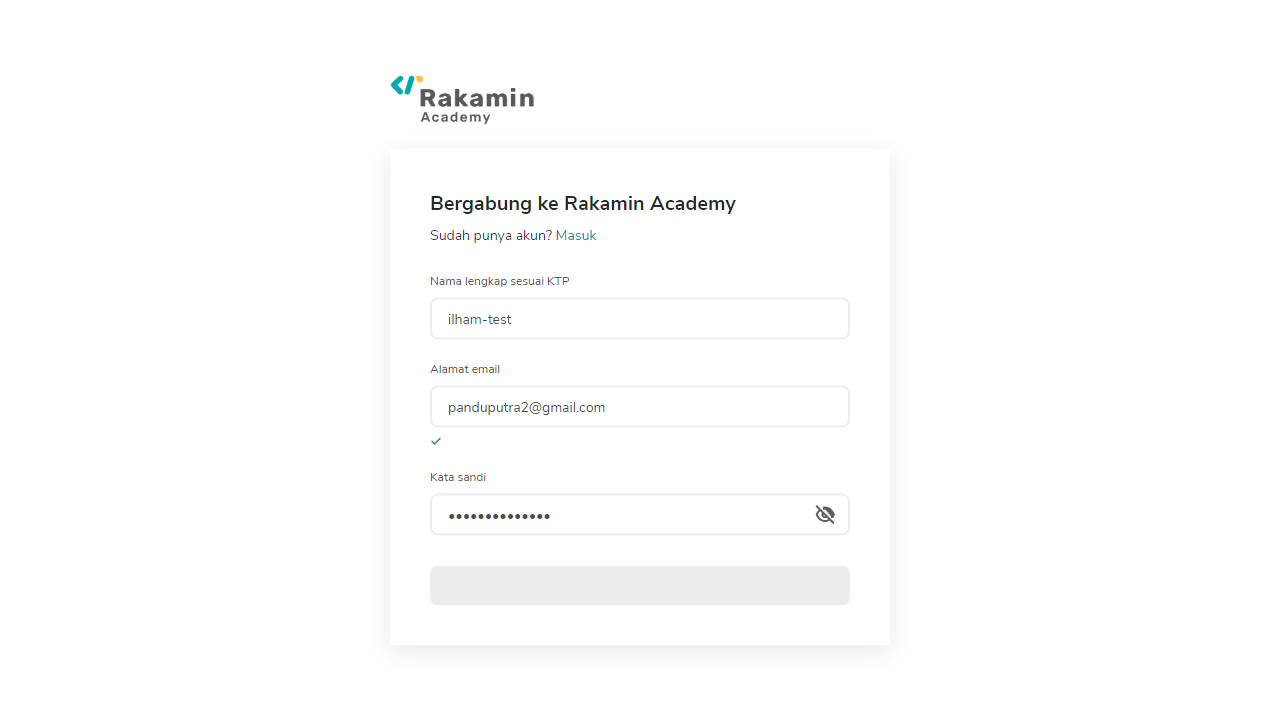 Rakamin
Academy
Bergabung ke Rakamin Academy
Sudah punya akun? Masuk
Nama lengkap sesuai KTP
ilham-test
Alamat email
panduputra2@gmail.com
Kata sandi
••••••••••••••